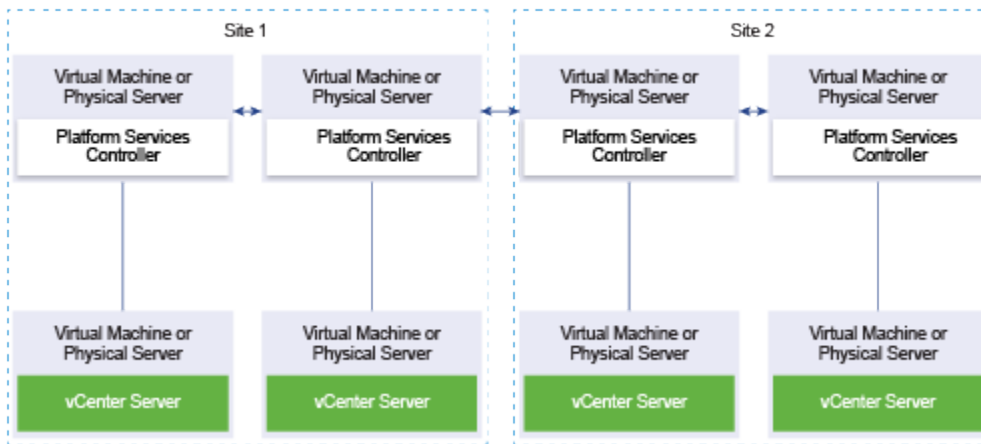 Site 1
Site 2
Virtual Machine or
Physical Server
Platform Services
Controller
Virtual Machine or
Physical Server
Platform Services
Controller
Virtual Machine or
Physical Server
Platform Services
Controller
Virtual Machine or
Physical Server
Platform Services
Controller
Virtual Machine or
Physical Server
vCenter Server
Virtual Machine or
Physical Server
vCenter Server
Virtual Machine or
Physical Server
vCenter Server
Virtual Machine or
Physical Server
vCenter Server